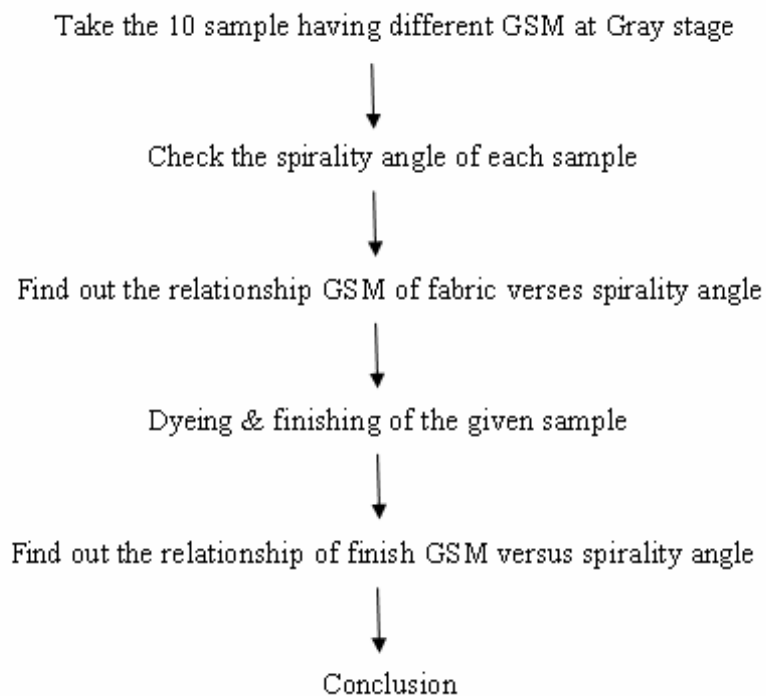 Take the 10 sample having different GSM at Gray stage
Check the spirality angle of each sample
Find out the relationship GSM of fabric verses spirality angle
Dyeing & finishing of the given sample
Find out the relationship of finish GSM versus spirality angle
Conclusion